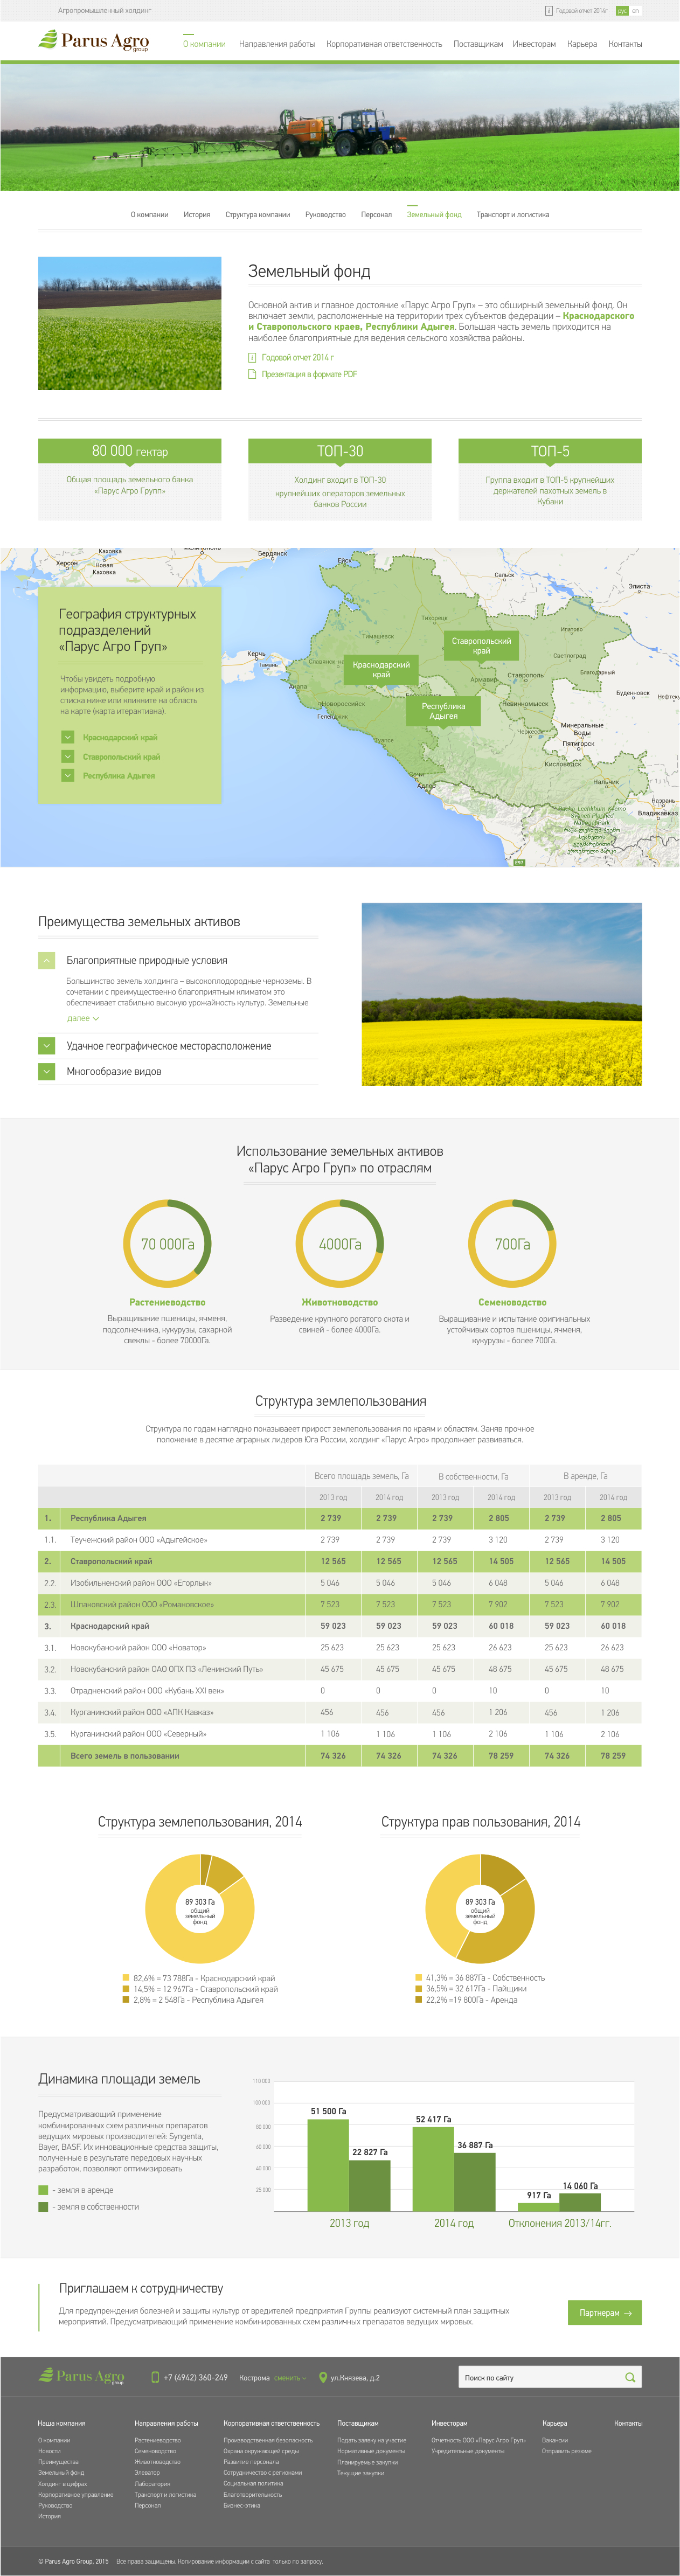 Агропромышленный холдинг
Годовой отчет 2014г
рус en
Parus Agro
group
О компании Направления работы Корпоративная ответственность Поставщикам Инвесторам Карьера Контакты
О компании История Структура компании Руководство Персонал Земельный фонд Транспорт и логистика
Земельный фонд
Основной актив и главное достояние «Парус Агро Груп» – это обширный земельный фонд. Он
включает земли, расположенные на территории трех субъектов федерации – Краснодарского
и Ставропольского краев, Республики Адыгея. Большая часть земель приходится на
наиболее благоприятные для ведения сельского хозяйства районы.
Годовой отчет 2014 г
Презентация в формате PDF
80 000 гектар
Общая площадь земельного банка
«Парус Агро Групп»
ТОП-30
Холдинг входит в ТОП-30
крупнейших операторов земельных
банков России
ТОП-5
Группа входит в ТОП-5 крупнейших
держателей пахотных земель в
Кубани
География структурных
подразделений
«Парус Агро Груп»
Чтобы увидеть подробную
информацию, выберите край и район из
списка ниже или кликните на область
на карте (карта итерактивна).
Краснодарский край
Ставропольский край
Республика Адыгея
Каховка
Херсон
Новая
Каховка
Бердянск
Ейск
Сальск
Элиста
Тихорецк
Тимашевск
Ипатово
Светлоград
Керчь
Тамань
Анапа
Новороссийск
Геленджик
Туапсе
Адлер
Армавир
Ставрополь
Благодарный
Буденновск
Невинномысск
Черкесск
Минеральные
Воды
Пятигорск
Кисловодск
Нальчик
Назрань
Владикавказ
Ставропольский
край
Краснодарский
край
Республика
Адыгея
Преимущества земельных активов
Благоприятные природные условия
Большинство земель холдинга – высокоплодородные черноземы. В
сочетании с преимущественно благоприятным климатом это
обеспечивает стабильно высокую урожайность культур. Земельные
далее
Удачное географическое месторасположение
Многообразие видов
Использование земельных активов
«Парус Агро Груп» по отраслям
70 000Га
Растениеводство
Выращивание пшеницы, ячменя,
подсолнечника, кукурузы, сахарной
свеклы - более 70000Га.
4000Га
Животноводство
Разведение крупного рогатого скота и
свиней - более 4000Га.
700Га
Семеноводство
Выращивание и испытание оригинальных
устойчивых сортов пшеницы, ячменя,
кукурузы - более 700Га.
Структура землепользования
Структура по годам наглядно показываеет прирост землепользования по краям и областям. Заняв прочное
положение в десятке аграрных лидеров Юга России, холдинг «Парус Агро» продолжает развиваться.
Всего площадь земель, Га В собственности, Га В аренде, Га
2013 год 2014 год 2013 год 2014 год 2013 год 2014 год
1. Республика Адыгея 2 739 2 739 2 739 2 805 2 739 2 805
1.1. Теучежский район ООО «Адыгейское» 2 739 2 739 2 739 3 120 2 739 3 120
2. Ставропольский край 12 565 12 565 12 565 14 505 12 565 14 505
2.2. Изобильненский район ООО «Егорлык» 5 046 5 046 5 046 6 048 5 046 6 048
2.3. Шпаковский район ООО «Романовское» 7 523 7 523 7 523 7 902 7 523 7 902
3. Краснодарский край 59 023 59 023 59 023 60 018 59 023 60 018
3.1. Новокубанский район ООО «Новатор» 25 623 25 623 25 623 26 623 25 623 26 623
3.2. Новокубанский район ОАО ОПХ ПЗ «Ленинский Путь» 45 675 45 675 45 675 48 675 45 675 48 675
3.3. Отрадненский район ООО «Кубань XXI век» 0 0 0 10 0 10
3.4. Курганинский район ООО «АПК Кавказ» 456 456 456 1 206 456 1 206
3.5. Курганинский район ООО «Северный» 1 106 1 106 1 106 2 106 1 106 2 106
Всего земель в пользовании 74 326 74 326 74 326 78 259 74 326 78 259
Структура землепользования, 2014
89 303 Га
общий
земельный
фонд
82,6% = 73 788Га - Краснодарский край
14,5% = 12 967Га - Ставропольский край
2,8% = 2 548Га - Республика Адыгея
Структура прав пользования, 2014
89 303 Га
общий
земельный
фонд
41,3% = 36 887Га - Собственность
36,5% = 32 617Га - Пайщики
22,2% =19 800Га - Аренда
Динамика площади земель
Предусматривающий применение
комбинированных схем различных препаратов
ведущих мировых производителей: Syngenta,
Bayer, BASF. Их инновационные средства защиты,
полученные в результате передовых научных
разработок, позволяют оптимизировать
- земля в аренде
- земля в собственности
110 000
100 000
80 000
60 000
40 000
25 000
51 500 Га
22 827 Га
52 417 Га
36 887 Га
917 Га
14 060 Га
2013 год 2014 год Отклонения 2013/14гг.
Приглашаем к сотрудничеству
Для предупреждения болезней и защиты культур от вредителей предприятия Группы реализуют системный план защитных
мероприятий. Предусматривающий применение комбинированных схем различных препаратов ведущих мировых.
Партнерам
Parus Agro
group
+7 (4942) 360-249 Кострома сменить ул.Князева, д.2
Поиск по сайту
Наша компания
О компании
Новости
Преимущества
Земельный фонд
Холдинг в цифрах
Корпоративное управление
Руководство
История
Направления работы
Растениеводство
Семеноводство
Животноводство
Элеватор
Лаборатория
Транспорт и логистика
Персонал
Корпоративная ответственность
Производственная безопасность
Охрана окружающей среды
Развитие персонала
Сотрудничество с регионами
Социальная политика
Благотворительность
Бизнес-этика
Поставщикам
Подать заявку на участие
Нормативные документы
Планируемые закупки
Текущие закупки
Инвесторам
Отчетность ООО «Парус Агро Груп»
Учредительные документы
Карьера
Вакансии
Отправить резюме
Контакты
© Parus Agro Group, 2015 Все права защищены. Копирование информации с сайта только по запросу.